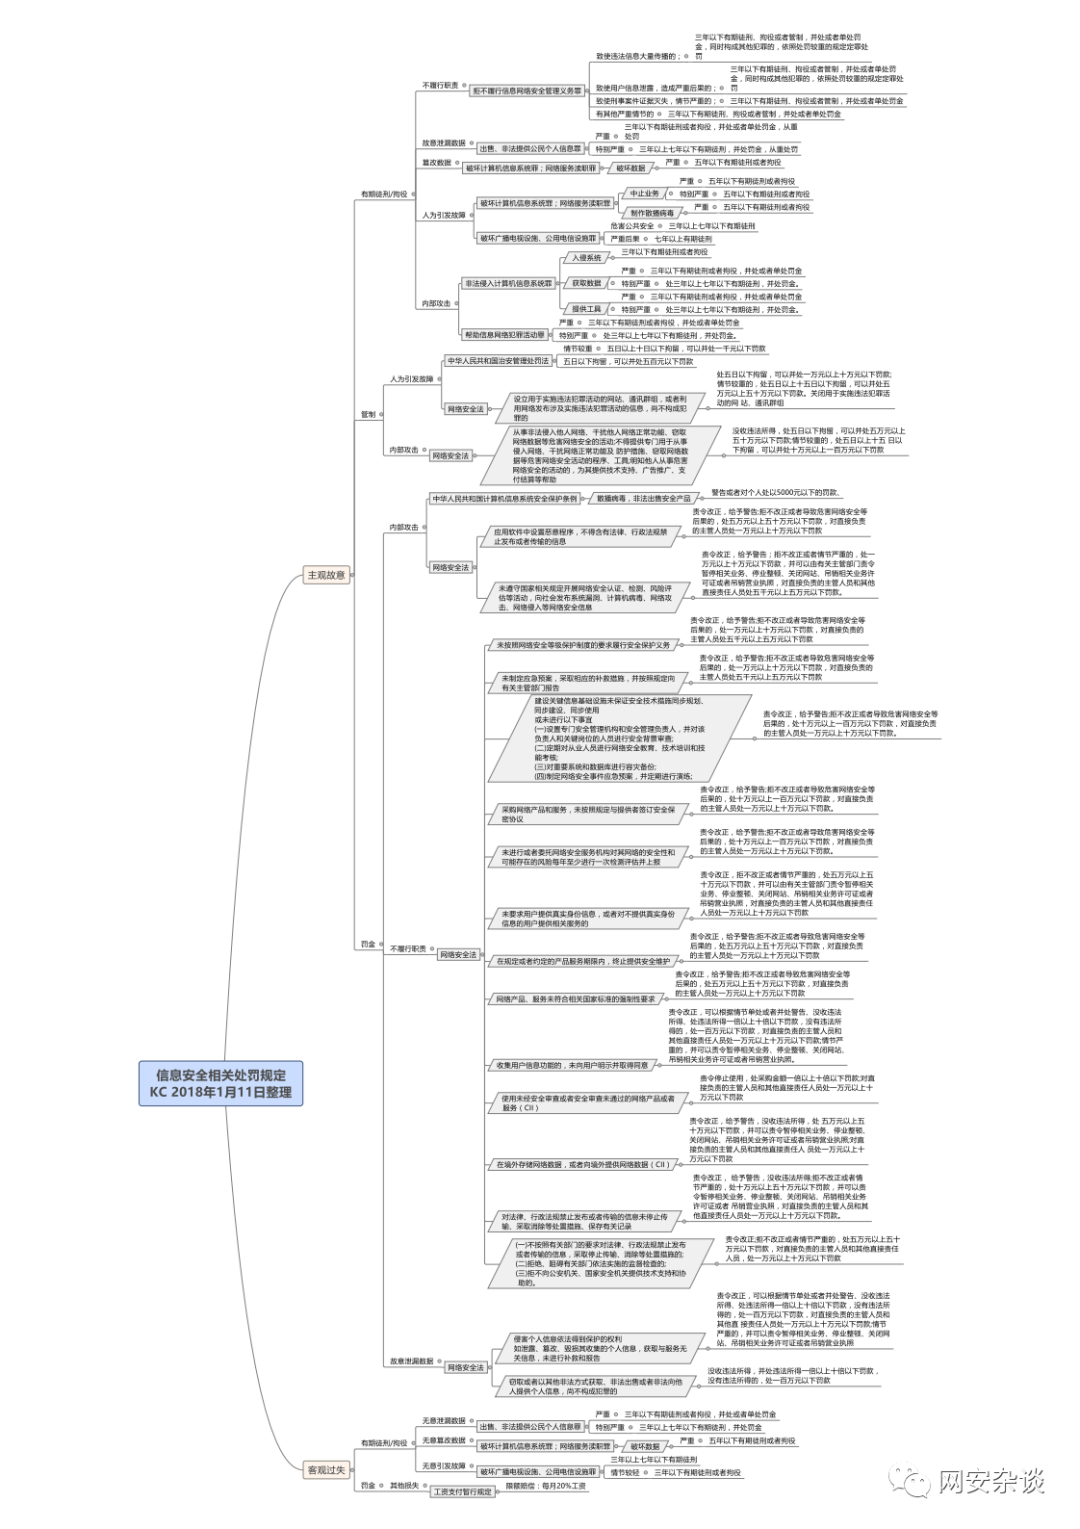 三年以下有期徒刑、拘役或者管制，并处或者单处罚
金，同时构成其他犯罪的，依照处罚较重的规定定罪处
罚
致使违法信息大量传播的；
三年以下有期徒刑、拘役或者管制，并处或者单处罚
金，同时构成其他犯罪的，依照处罚较重的规定定罪处
罚
不履行职责
拒不履行信息网络安全管理义务罪
致使用户信息泄露，造成严重后果的；
致使刑事案件证据灭失，情节严重的；
三年以下有期徒刑、拘役或者管制，并处或者单处罚金
有其他严重情节的
三年以下有期徒刑、拘役或者管制，并处或者单处罚金
三年以下有期徒刑或者拘役，并处或者单处罚金，从重
处罚
严重
故意泄漏数据
出售、非法提供公民个人信息罪
特别严重
三年以上七年以下有期徒刑，并处罚金，从重处罚
篡改数据
破坏计算机信息系统罪；网络服务渎职罪
破坏数据
严重
五年以下有期徒刑或者拘役
有期徒刑/拘役
严重
五年以下有期徒刑或者拘役
中止业务
特别严重
五年以下有期徒刑或者拘役
破坏计算机信息系统罪；网络服务渎职罪
严重
五年以下有期徒刑或者拘役
制作散播病毒
人为引发故障
危害公共安全
三年以上七年以下有期徒刑
破坏广播电视设施、公用电信设施罪
严重后果
七年以上有期徒刑
入侵系统
三年以下有期徒刑或者拘役
严重
三年以下有期徒刑或者拘役，并处或者单处罚金
非法侵入计算机信息系统罪
获取数据
特别严重
处三年以上七年以下有期徒刑，并处罚金。
严重
三年以下有期徒刑或者拘役，并处或者单处罚金
内部攻击
提供工具
特别严重
处三年以上七年以下有期徒刑，并处罚金。
严重
三年以下有期徒刑或者拘役，并处或者单处罚金
帮助信息网络犯罪活动罪
特别严重
处三年以上七年以下有期徒刑，并处罚金。
情节较重
五日以上十日以下拘留，可以并处一千元以下罚款
中华人民共和国治安管理处罚法
五日以下拘留，可以并处五百元以下罚款
人为引发故障
处五日以下拘留，可以并处一万元以上十万元以下罚款;
情节较重的，处五日以上十五日以下拘留，可以并处五
万元以上五十万元以下罚款。关闭用于实施违法犯罪活
动的网 站、通讯群组
网络安全法
设立用于实施违法犯罪活动的网站、通讯群组，或者利
用网络发布涉及实施违法犯罪活动的信息，尚不构成犯
罪的
管制
内部攻击
网络安全法
从事非法侵入他人网络、干扰他人网络正常功能、窃取
网络数据等危害网络安全的活动;不得提供专门用于从事
侵入网络、干扰网络正常功能及 防护措施、窃取网络数
据等危害网络安全活动的程序、工具;明知他人从事危害
网络安全的活动的，为其提供技术支持、广告推广、支
付结算等帮助
没收违法所得，处五日以下拘留，可以并处五万元以上
五十万元以下罚款;情节较重的，处五日以上十五 日以
下拘留，可以并处十万元以上一百万元以下罚款
中华人民共和国计算机信息系统安全保护条例
散播病毒，非法出售安全产品
警告或者对个人处以5000元以下的罚款、
内部攻击
网络安全法
应用软件中设置恶意程序，不得含有法律、行政法规禁
止发布或者传输的信息
责令改正，给予警告;拒不改正或者导致危害网络安全等
后果的，处五万元以上五十万元以下罚款，对直接负责
的主管人员处一万元以上十万元以下罚款
未遵守国家相关规定开展网络安全认证、检测、风险评
估等活动，向社会发布系统漏洞、计算机病毒、网络攻
击、网络侵入等网络安全信息
责令改正，给予警告；拒不改正或者情节严重的，处一
万元以上十万元以下罚款，并可以由有关主管部门责令
暂停相关业务、停业整顿、关闭网站、吊销相关业务许
可证或者吊销营业执照，对直接负责的主管人员和其他
直接责任人员处五千元以上五万元以下罚款。
主观故意
未按照网络安全等级保护制度的要求履行安全保护义务
责令改正，给予警告;拒不改正或者导致危害网络安全等
后果的，处一万元以上十万元以下罚款，对直接负责的
主管人员处五千元以上五万元以下罚款
未制定应急预案，采取相应的补救措施，并按照规定向
有关主管部门报告
责令改正，给予警告;拒不改正或者导致危害网络安全等
后果的，处一万元以上十万元以下罚款，对直接负责的
主管人员处五千元以上五万元以下罚款
建设关键信息基础设施未保证安全技术措施同步规划、
同步建设、同步使用
或未进行以下事宜
(一)设置专门安全管理机构和安全管理负责人，并对该
负责人和关键岗位的人员进行安全背景审查;
(二)定期对从业人员进行网络安全教育、技术培训和技
能考核;
(三)对重要系统和数据库进行容灾备份;
(四)制定网络安全事件应急预案，并定期进行演练;
责令改正，给予警告;拒不改正或者导致危害网络安全等
后果的，处十万元以上一百万元以下罚款，对直接负责
的主管人员处一万元以上十万元以下罚款。
采购网络产品和服务，未按照规定与提供者签订安全保
密协议
责令改正，给予警告;拒不改正或者导致危害网络安全等
后果的，处十万元以上一百万元以下罚款，对直接负责
的主管人员处一万元以上十万元以下罚款。
未进行或者委托网络安全服务机构对其网络的安全性和
可能存在的风险每年至少进行一次检测评估并上报
责令改正，给予警告;拒不改正或者导致危害网络安全等
后果的，处十万元以上一百万元以下罚款，对直接负责
的主管人员处一万元以上十万元以下罚款。
未要求用户提供真实身份信息，或者对不提供真实身份
信息的用户提供相关服务的
责令改正，拒不改正或者情节严重的，处五万元以上五
十万元以下罚款，并可以由有关主管部门责令暂停相关
业务、停业整顿、关闭网站、吊销相关业务许可证或者
吊销营业执照，对直接负责的主管人员和其他直接责任
人员处一万元以上十万元以下罚款
罚金
不履行职责
网络安全法
在规定或者约定的产品服务期限内，终止提供安全维护
责令改正，给予警告;拒不改正或者导致危害网络安全等
后果的，处五万元以上五十万元以下罚款，对直接负责
的主管人员处一万元以上十万元以下罚款
网络产品、服务未符合相关国家标准的强制性要求
责令改正，给予警告;拒不改正或者导致危害网络安全等
后果的，处五万元以上五十万元以下罚款，对直接负责
的主管人员处一万元以上十万元以下罚款
收集用户信息功能的，未向用户明示并取得同意
责令改正，可以根据情节单处或者并处警告、没收违法
所得、处违法所得一倍以上十倍以下罚款，没有违法所
得的，处一百万元以下罚款，对直接负责的主管人员和
其他直接责任人员处一万元以上十万元以下罚款;情节严
重的，并可以责令暂停相关业务、停业整顿、关闭网站、
吊销相关业务许可证或者吊销营业执照。
信息安全相关处罚规定
KC 2018年1月11日整理
使用未经安全审查或者安全审查未通过的网络产品或者
服务（CII）
责令停止使用，处采购金额一倍以上十倍以下罚款;对直
接负责的主管人员和其他直接责任人员处一万元以上十
万元以下罚款
在境外存储网络数据，或者向境外提供网络数据（CII）
责令改正，给予警告，没收违法所得，处 五万元以上五
十万元以下罚款，并可以责令暂停相关业务、停业整顿、
关闭网站、吊销相关业务许可证或者吊销营业执照;对直
接负责的主管人员和其他直接责任人 员处一万元以上十
万元以下罚款
对法律、行政法规禁止发布或者传输的信息未停止传
输、采取消除等处置措施、保存有关记录
责令改正， 给予警告，没收违法所得;拒不改正或者情
节严重的，处十万元以上五十万元以下罚款，并可以责
令暂停相关业务、停业整顿、关闭网站、吊销相关业务
许可证或者 吊销营业执照，对直接负责的主管人员和其
他直接责任人员处一万元以上十万元以下罚款。
(一)不按照有关部门的要求对法律、行政法规禁止发布
或者传输的信息，采取停止传输、消除等处置措施的;
(二)拒绝、阻碍有关部门依法实施的监督检查的;
(三)拒不向公安机关、国家安全机关提供技术支持和协
助的。
责令改正;拒不改正或者情节严重的，处五万元以上五十
万元以下罚款，对直接负责的主管人员和其他直接责任
人员，处一万元以上十万元以下罚款
故意泄漏数据
网络安全法
侵害个人信息依法得到保护的权利
如泄露、篡改、毁损其收集的个人信息，获取与服务无
关信息，未进行补救和报告
责令改正，可以根据情节单处或者并处警告、没收违法
所得、处违法所得一倍以上十倍以下罚款，没有违法所
得的，处一百万元以下罚款，对直接负责的主管人员和
其他直 接责任人员处一万元以上十万元以下罚款;情节
严重的，并可以责令暂停相关业务、停业整顿、关闭网
站、吊销相关业务许可证或者吊销营业执照
窃取或者以其他非法方式获取、非法出售或者非法向他
人提供个人信息，尚不构成犯罪的
没收违法所得，并处违法所得一倍以上十倍以下罚款，
没有违法所得的，处一百万元以下罚款
严重
三年以下有期徒刑或者拘役，并处或者单处罚金
无意泄漏数据
出售、非法提供公民个人信息罪
特别严重
三年以上七年以下有期徒刑，并处罚金
有期徒刑/拘役
无意篡改数据
破坏计算机信息系统罪；网络服务渎职罪
破坏数据
严重
五年以下有期徒刑或者拘役
无意引发故障
破坏广播电视设施、公用电信设施罪
三年以上七年以下有期徒刑
情节较轻
三年以下有期徒刑或者拘役
客观过失
罚金
其他损失
工资支付暂行规定
限额赔偿：每月20%工资
网安杂谈